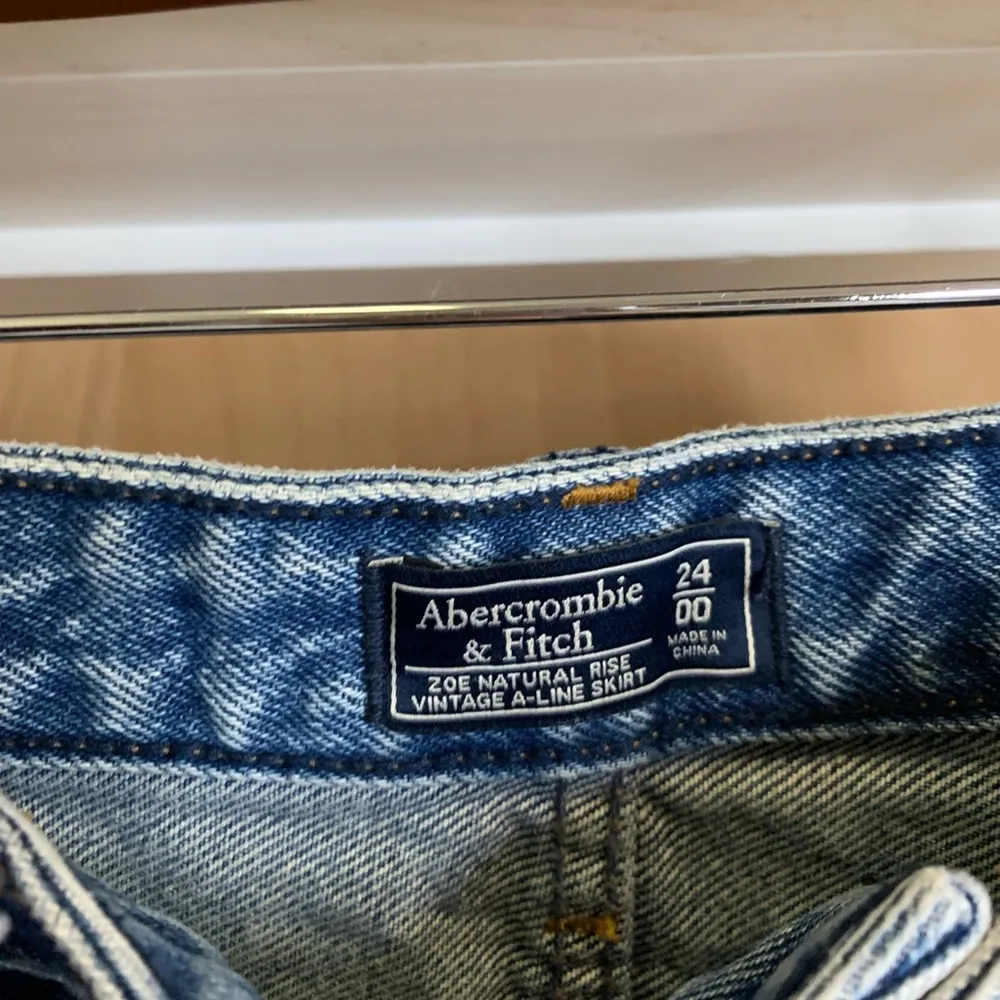 Abercrombie
& Fitch
ZOE NATURAL RISE
VINTAGE A-LINE SKIRT
24
00
MADE IN
CHINA